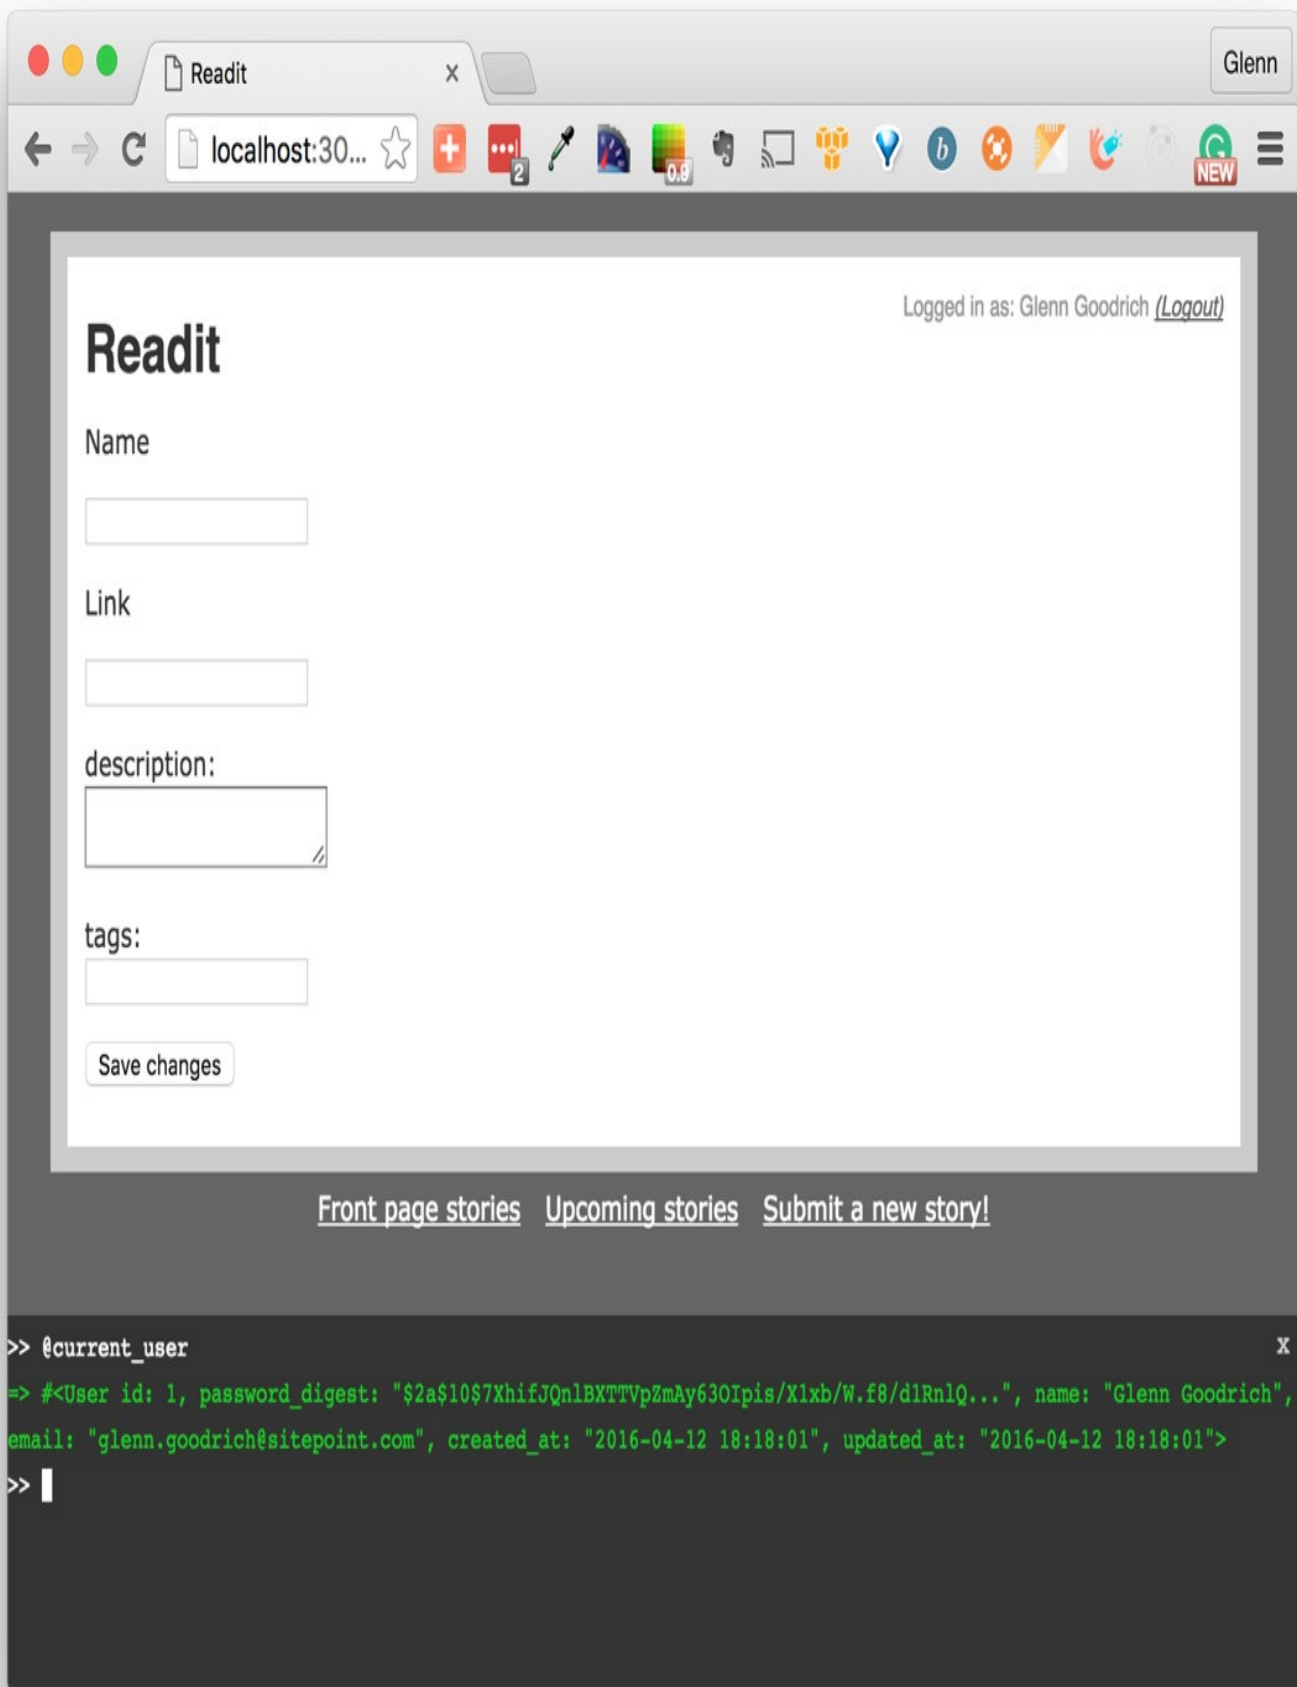 Readit
Glenn
localhost:30...
2
0.9
b
G
NEW
Logged in as: Glenn Goodrich (Logout)
Readit
Name
Link
description:
tags:
Save changes
Front page stories Upcoming stories Submit a new story!
>> @current_user x
=> #<User id: 1, password_digest: "$2a$10$7XhifJQnlBXTTVpZmAy63OIpis/X1xb/W.f8/d1RnlQ...", name: "Glenn Goodrich",
email: "glenn.goodrich@sitepoint.com", created_at: "2016-04-12 18:18:01", updated_at: "2016-04-12 18:18:01">
>>